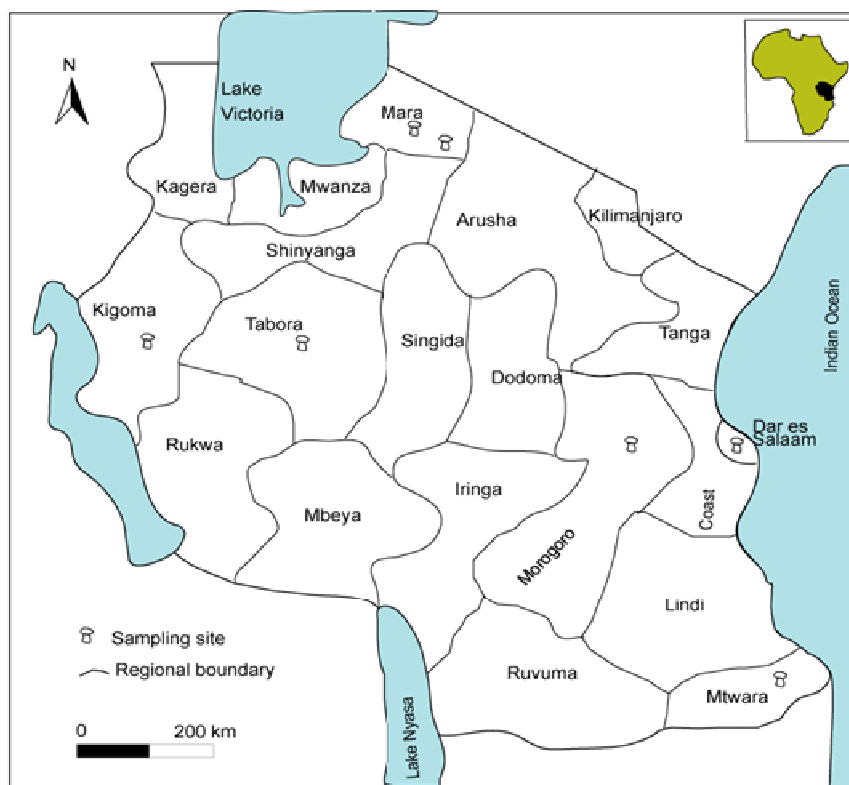 N
Lake
Victoria
Mara
Kagera
Mwanza
Arusha
Kilimanjaro
Shinyanga
Kigoma
Tabora
Singida
Tanga
Dodoma
Indian Ocean
Dar es
Salaam
Rukwa
Iringa
Mbeya
Coast
Morogoro
Lindi
Sampling site
Regional boundary
Ruvuma
Mtwara
0
200 km
Lake Nyasa